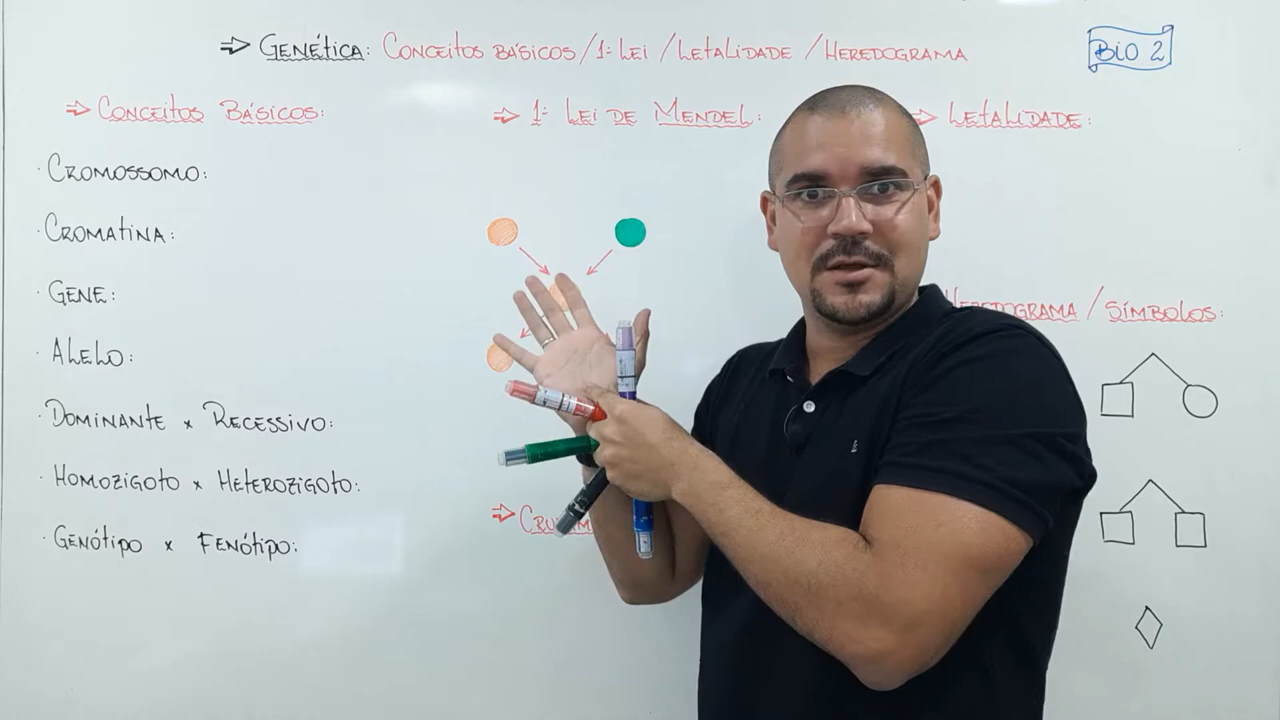 ⇒ Genética: Conceitos básicos / 1ª Lei / Letalidade / Heredograma
Bio 2
⇒ Conceitos Básicos:
· Cromossomo:
· Cromatina:
· Gene:
· Alelo:
· Dominante x Recessivo:
· Homozigoto x Heterozigoto:
· Genótipo x Fenótipo:
⇒ 1ª Lei de Mendel:
⇒ Letalidade:
Heredograma / Símbolos: